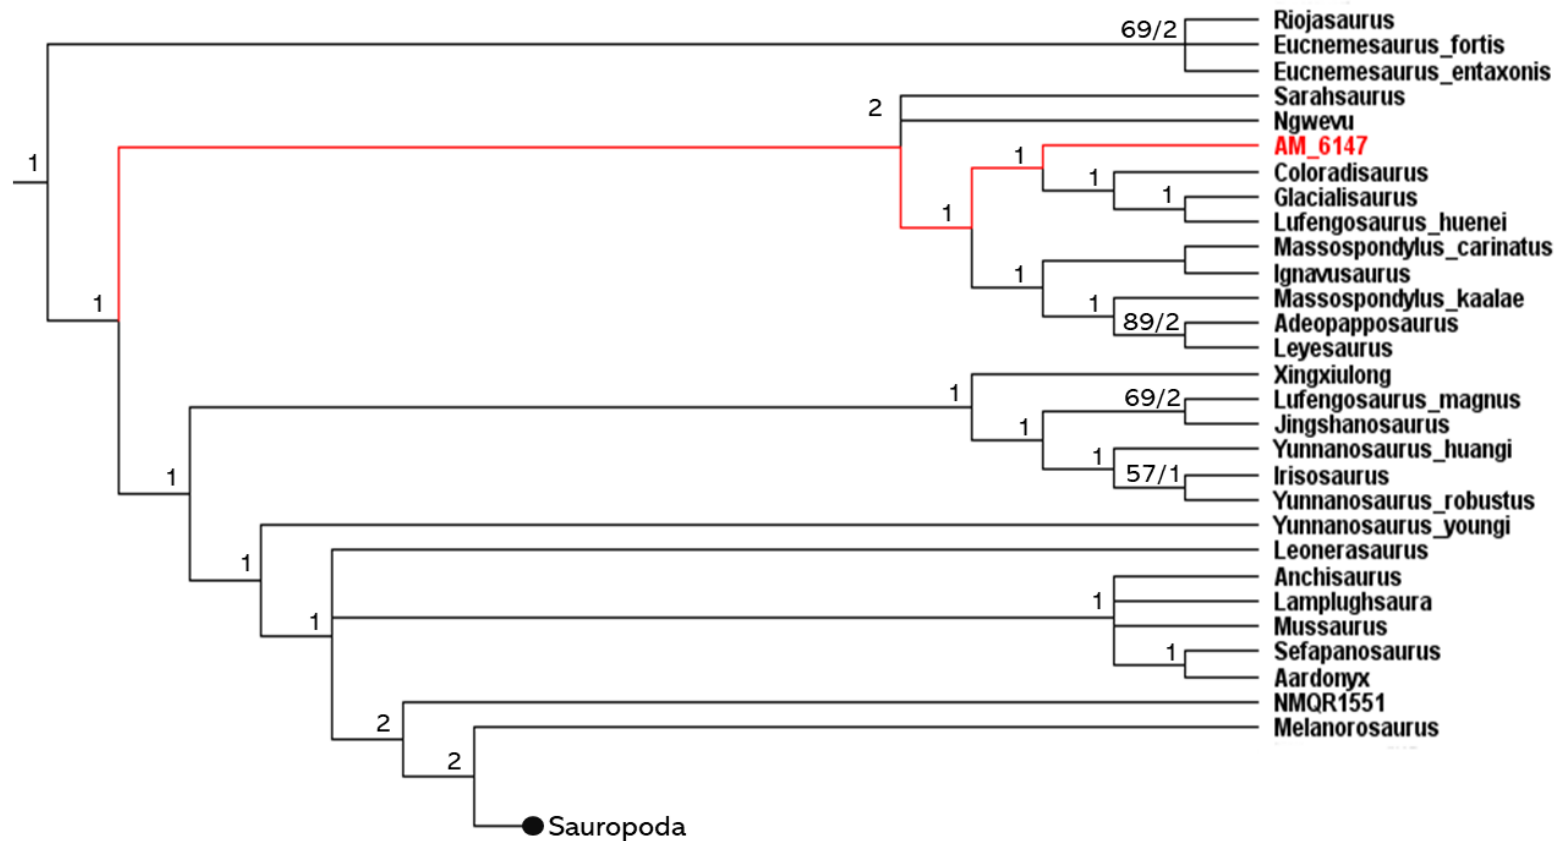 69/2
Riojasaurus
Eucnemesaurus_fortis
Eucnemesaurus_entaxonis
2
Sarahsaurus
Ngwevu
1
1
AM_6147
1
Coloradisaurus
1
Glacialisaurus
1
Lufengosaurus_huenei
Massospondylus_carinatus
1
Ignavusaurus
1
1
Massospondylus_kaalae
89/2
Adeopapposaurus
Leyesaurus
1
Xingxiulong
69/2
Lufengosaurus_magnus
1
Jingshanosaurus
1
Yunnanosaurus_huangi
1
57/1
Irisosaurus
Yunnanosaurus_robustus
Yunnanosaurus_youngi
1
Leonerasaurus
Anchisaurus
1
Lamplughsaura
1
Mussaurus
1
Sefapanosaurus
Aardonyx
NMQR1551
2
Melanorosaurus
2
Sauropoda